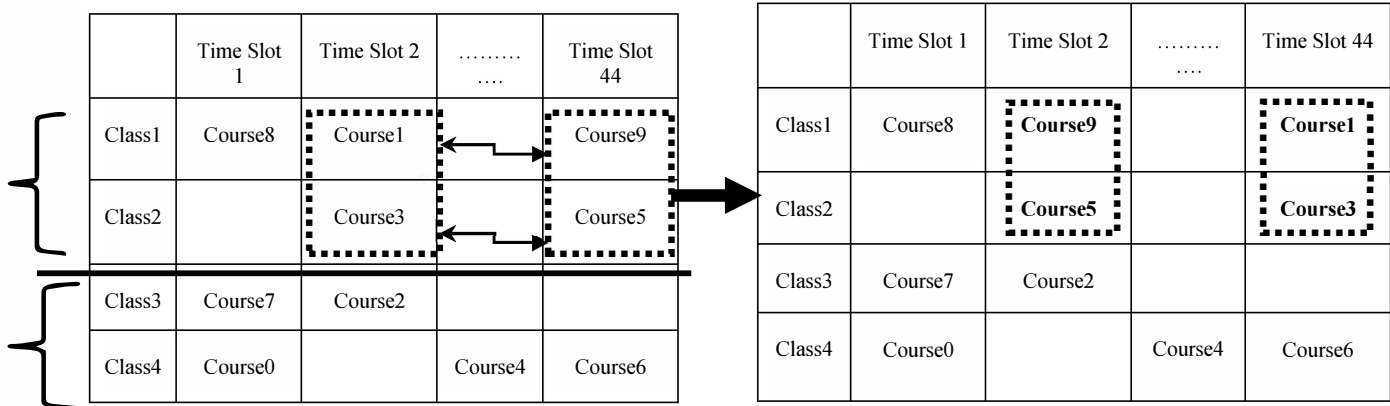 Time Slot
1
Time Slot 2
.........
....
Time Slot
44
Class1 Course8 Course1 Course9
Class2 Course3 Course5
Class3 Course7 Course2
Class4 Course0 Course4 Course6
Time Slot 1 Time Slot 2 ......... Time Slot 44
....
Class1 Course8 Course9 Course1
Class2 Course5 Course3
Class3 Course7 Course2
Class4 Course0 Course4 Course6